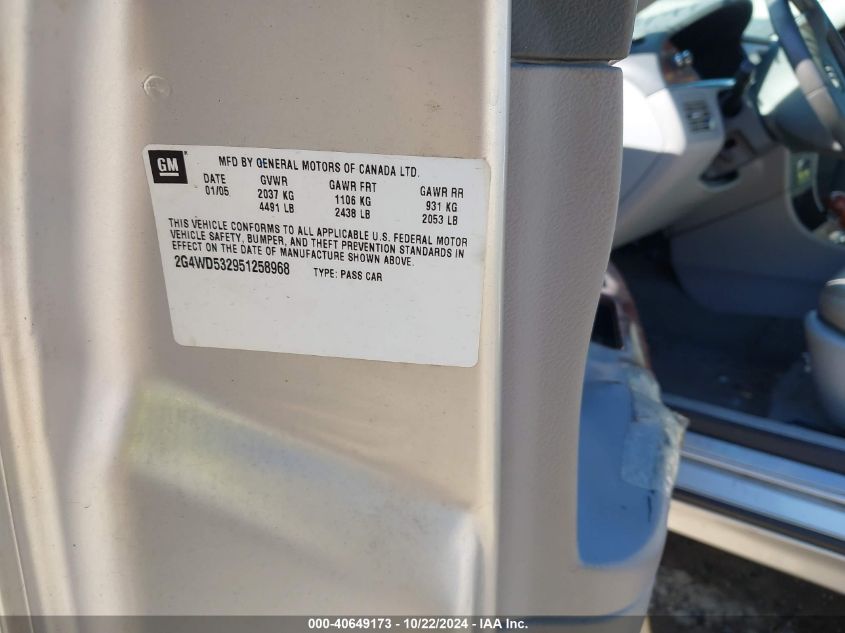 GM
MFD BY GENERAL MOTORS OF CANADA LTD.
DATE GVWR GAWR FRT GAWR RR
01/05 2037 KG 1106 KG 931 KG
4491 LB 2438 LB 2053 LB
THIS VEHICLE CONFORMS TO ALL APPLICABLE U.S. FEDERAL MOTOR
VEHICLE SAFETY, BUMPER, AND THEFT PREVENTION STANDARDS IN
EFFECT ON THE DATE OF MANUFACTURE SHOWN ABOVE.
2G4WD532951258968 TYPE: PASS CAR
000-40649173 - 10/22/2024 - IAA Inc.